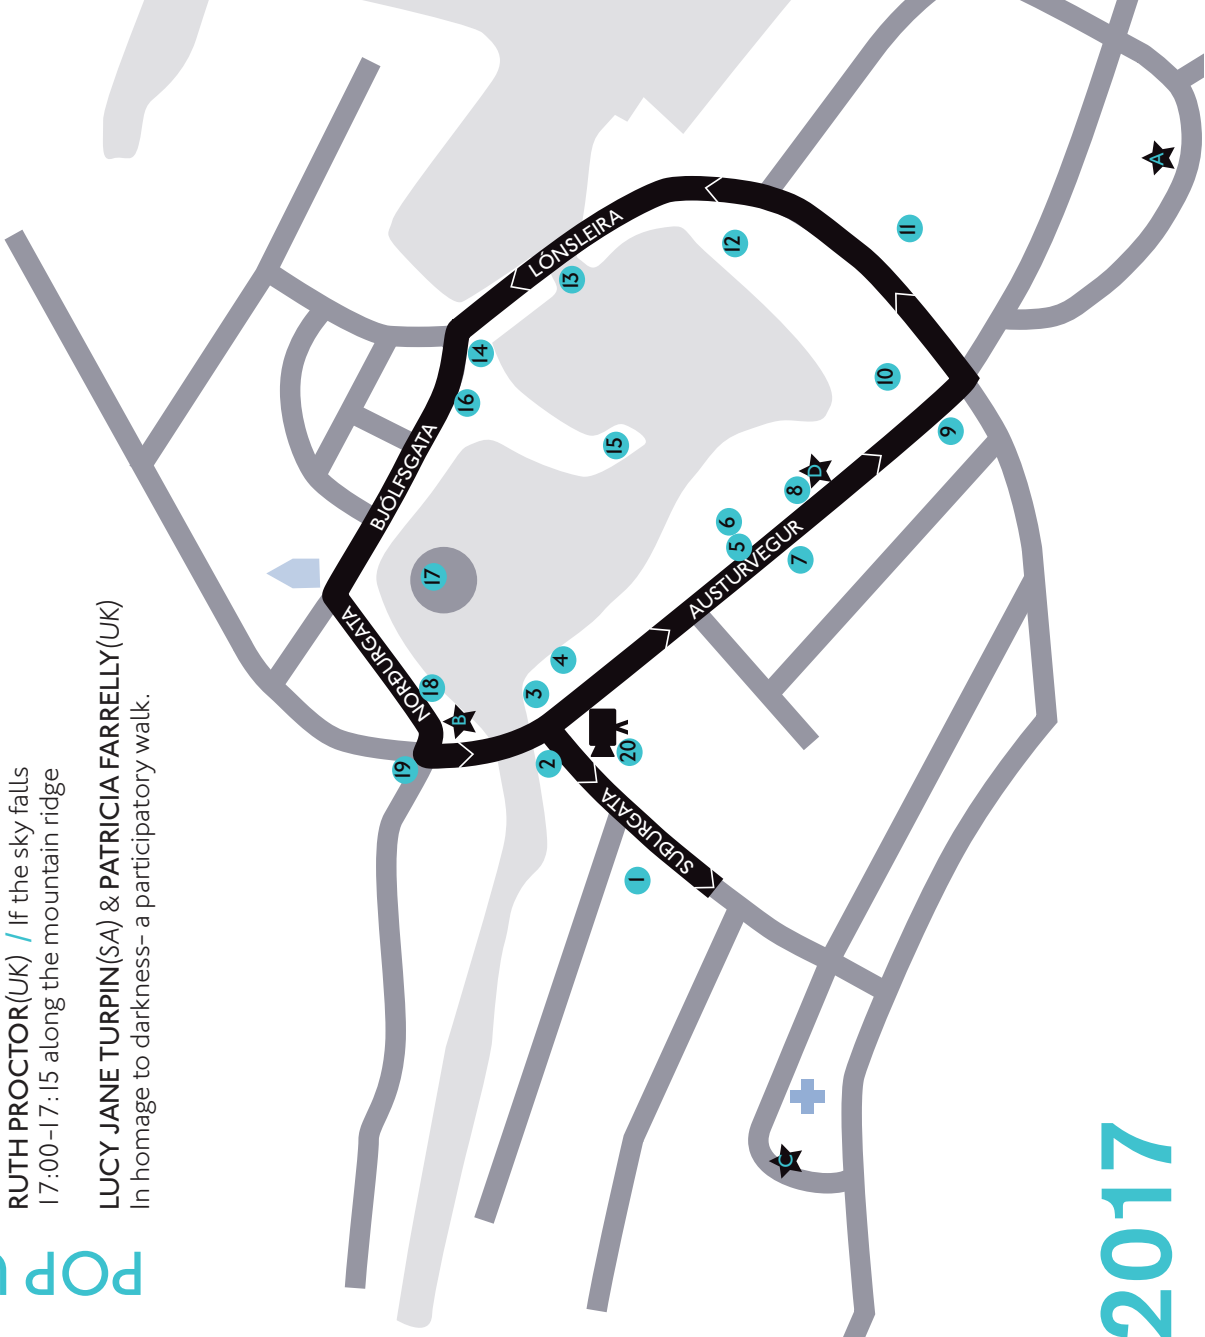 POP
RUTH PROCTOR(UK) / If the sky falls
17:00-17:15 along the mountain ridge
LUCY JANE TURPIN(SA) & PATRICIA FARRELLY(UK)
In homage to darkness- a participatory walk.
2017
LÓNSLEIRA
BJÓLFSGATA
NORÐURGATA
AUSTURVEGUR
SUÐURGATA
1
2
3
4
5
6
7
8
9
10
11
12
13
14
15
16
17
18
19
20
A
B
C
D